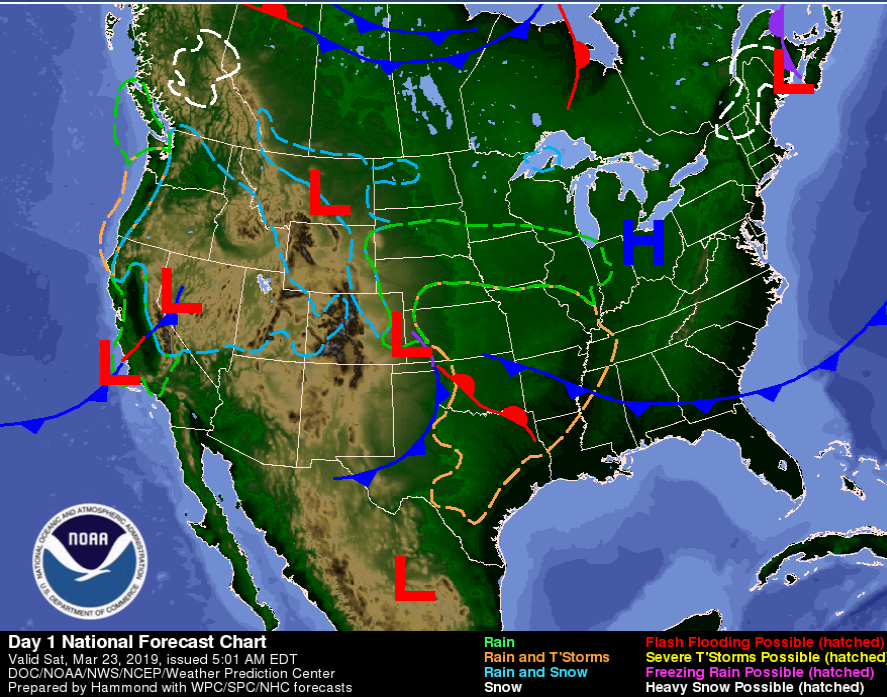 L
L
H
L
L
L
L
NATIONAL OCEANIC AND ATMOSPHERIC ADMINISTRATION
NOAA
U.S. DEPARTMENT OF COMMERCE
Day 1 National Forecast Chart
Valid Sat, Mar 23, 2019, issued 5:01 AM EDT
DOC/NOAA/NWS/NCEP/Weather Prediction Center
Prepared by Hammond with WPC/SPC/NHC forecasts
Rain
Rain and T'Storms
Rain and Snow
Snow
Flash Flooding Possible (hatched)
Severe T'Storms Possible (hatched)
Freezing Rain Possible (hatched)
Heavy Snow Possible (hatched)